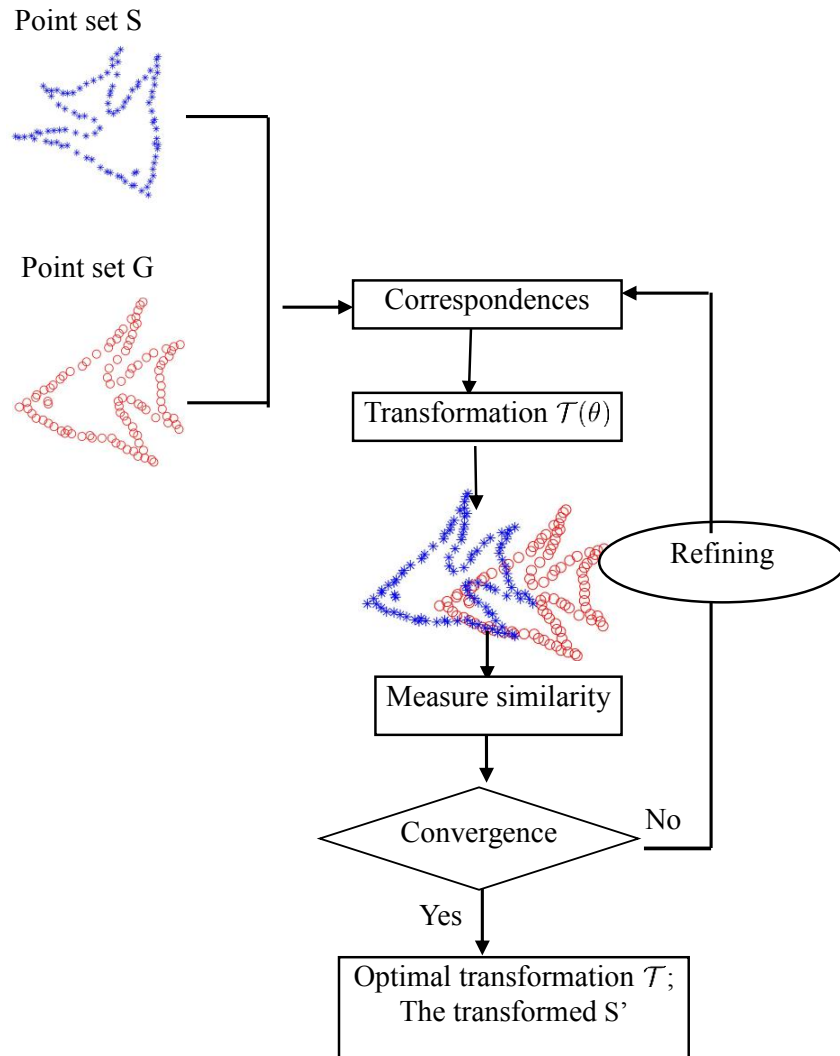 Point set S
Point set G
Correspondences
Transformation 𝒯(θ)
Refining
Measure similarity
Convergence
No
Yes
Optimal transformation 𝒯;
The transformed S’